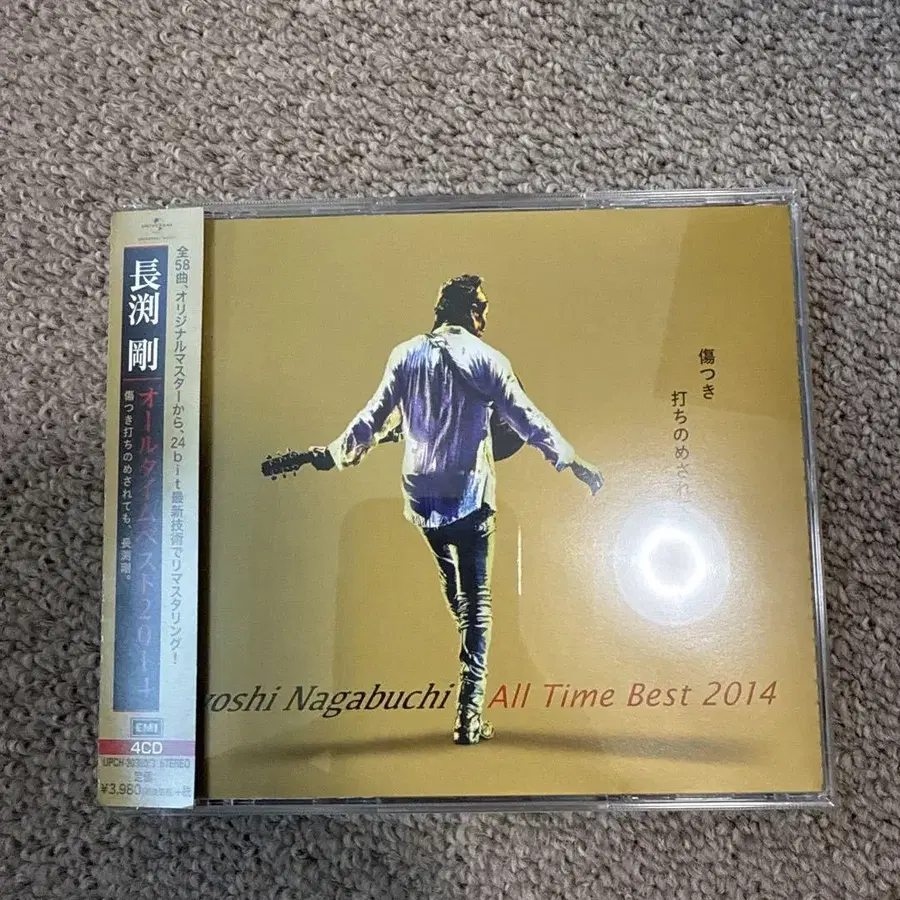 全58曲、オリジナルマスターから、24bit最新技術でリマスタリング!
長渕 剛
オールタイムベスト2014
傷つき打ちのめされても、長渕剛。
EMI
4CD
STEREO
定価
¥3,980
傷つき
打ちのめされ
yoshi Nagabuchi All Time Best 2014